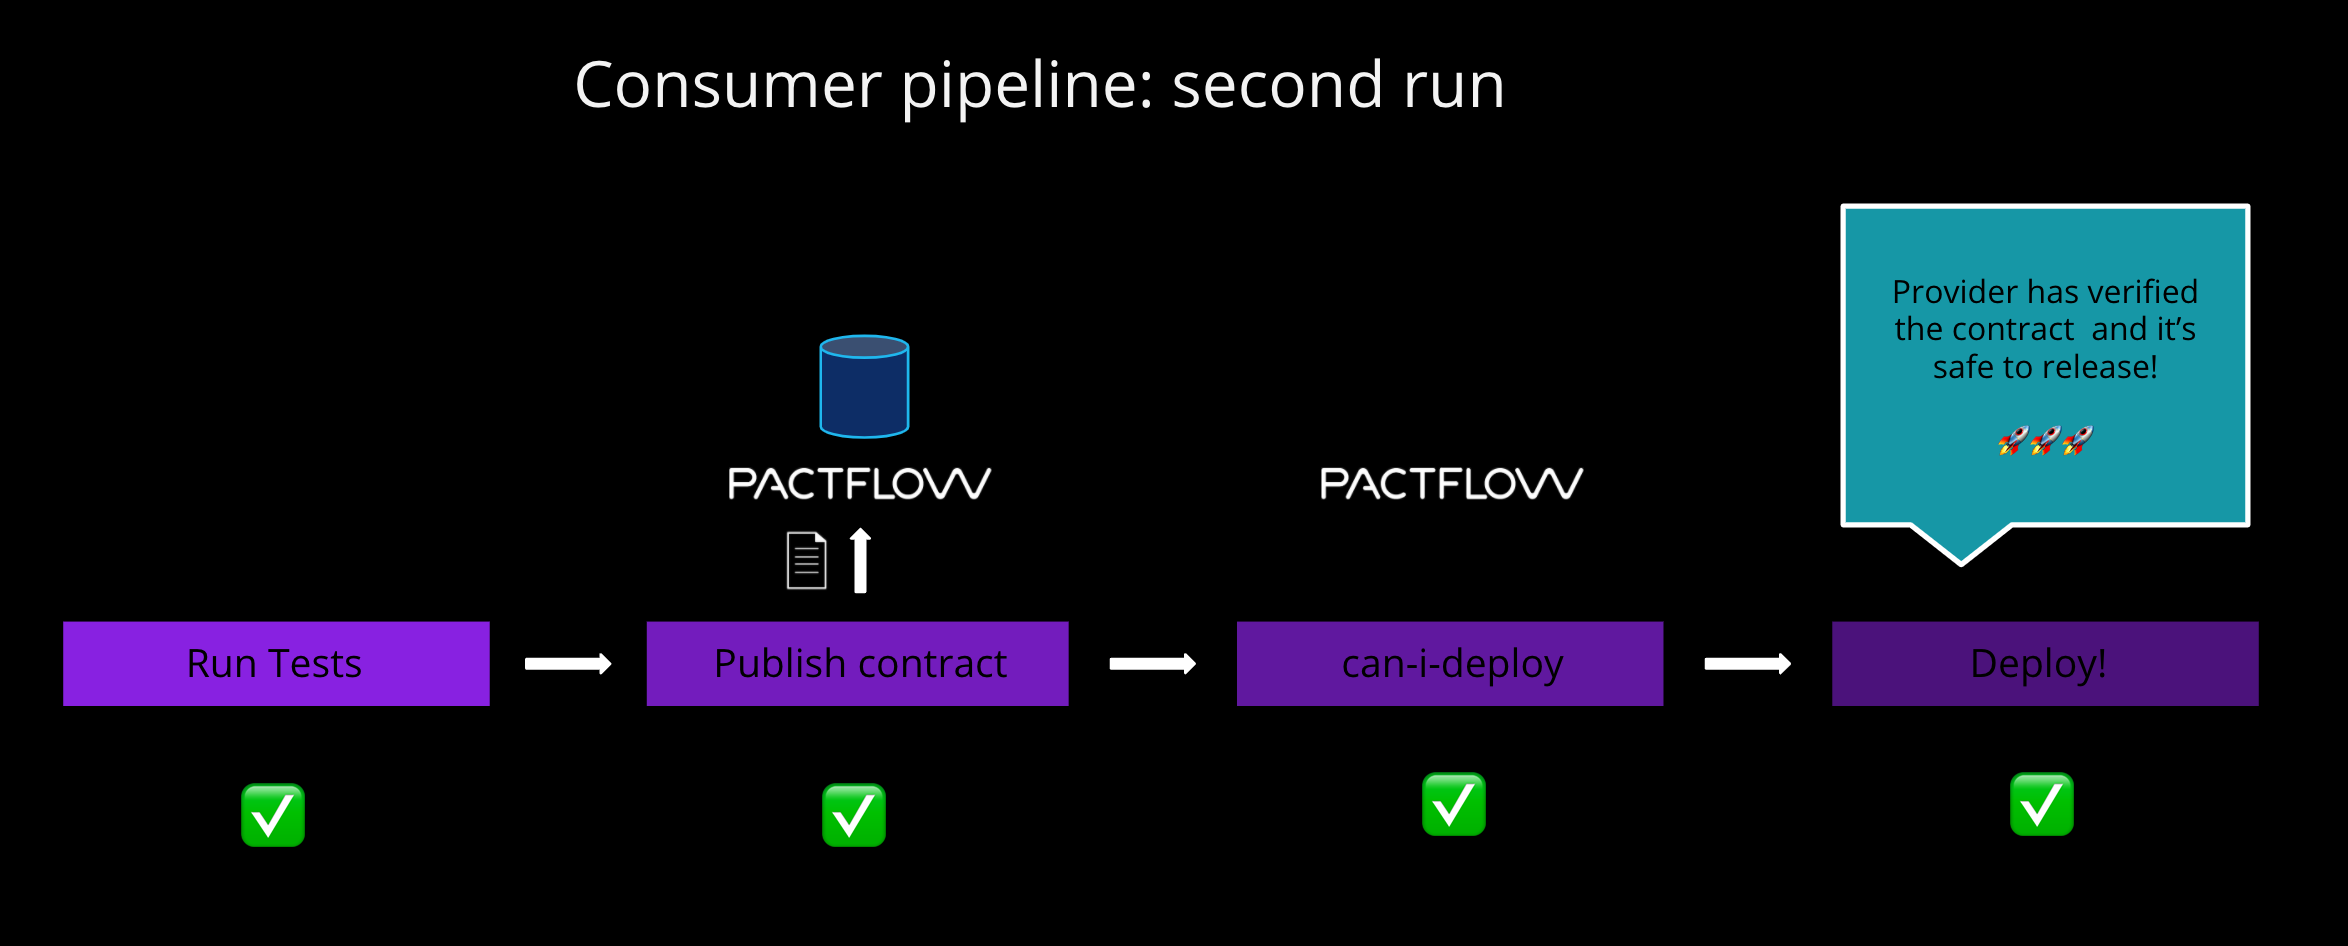 Consumer pipeline: second run
Provider has verified
the contract  and it’s
safe to release!
🚀🚀🚀
PACTFLOW
PACTFLOW
Run Tests
Publish contract
can-i-deploy
Deploy!